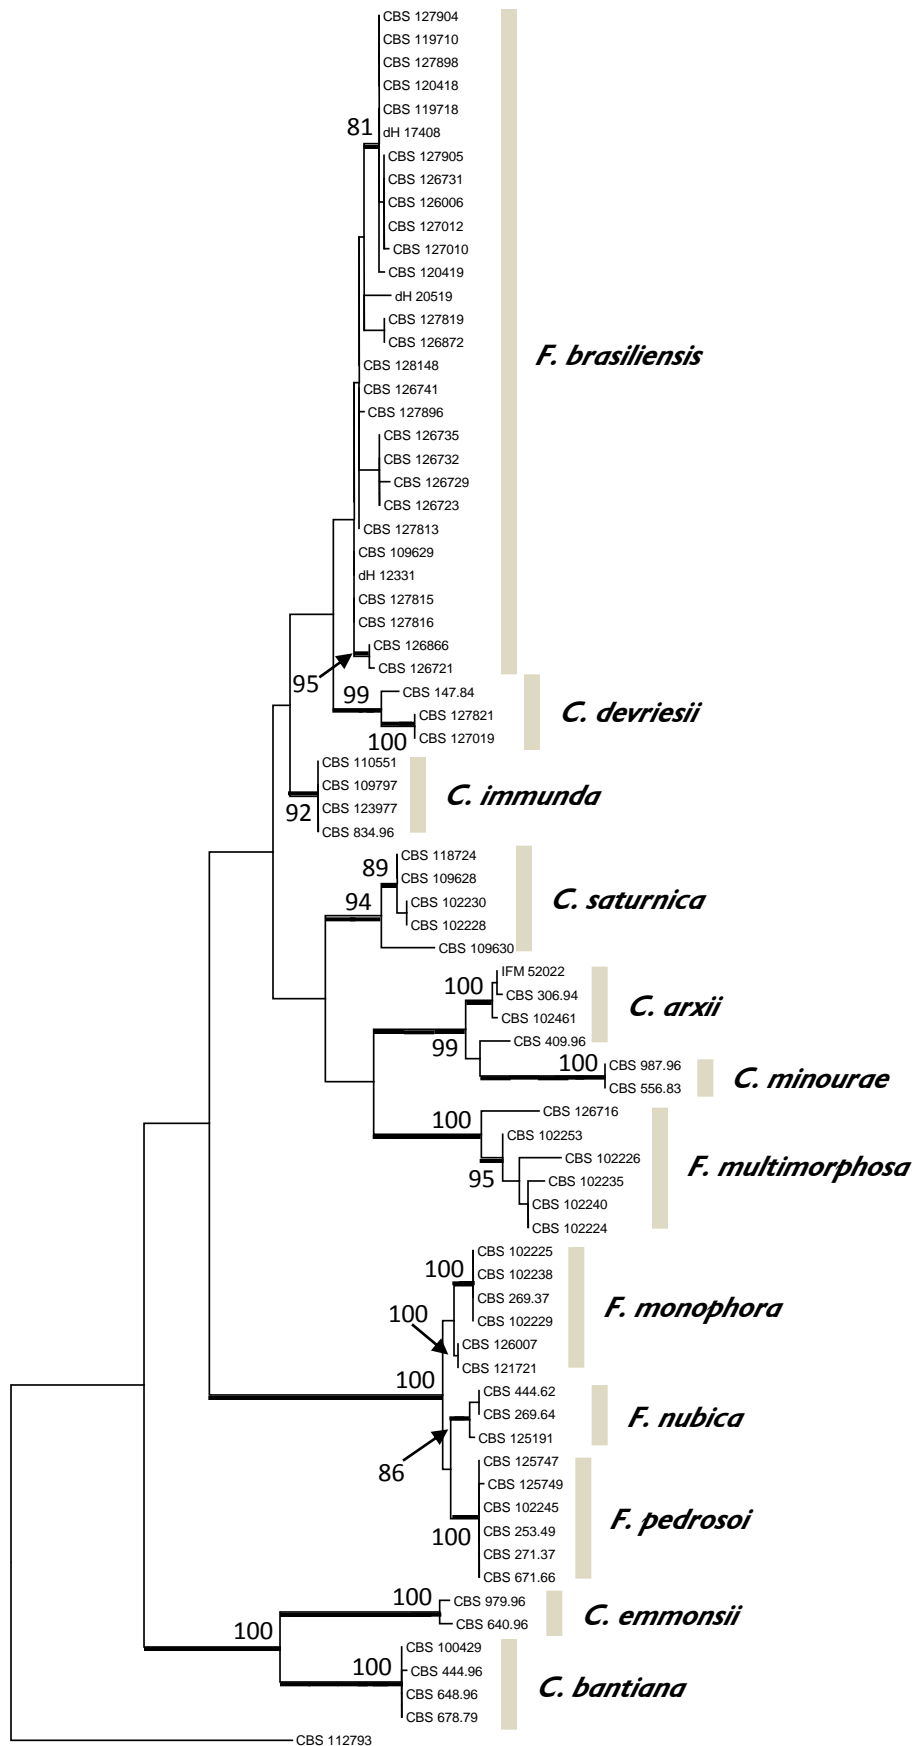 CBS 127904
CBS 119710
CBS 127898
CBS 120418
CBS 119718
81
dH 17408
CBS 127905
CBS 126731
CBS 126006
CBS 127012
CBS 127010
CBS 120419
dH 20519
CBS 127819
CBS 126872
F. brasiliensis
CBS 128148
CBS 126741
CBS 127896
CBS 126735
CBS 126732
CBS 126729
CBS 126723
CBS 127813
CBS 109629
dH 12331
CBS 127815
CBS 127816
CBS 126866
CBS 126721
95
99
CBS 147.84
CBS 127821
C. devriesii
100
CBS 127019
CBS 110551
CBS 109797
C. immunda
92
CBS 123977
CBS 834.96
CBS 118724
89
CBS 109628
94
CBS 102230
C. saturnica
CBS 102228
CBS 109630
IFM 52022
100
CBS 306.94
C. arxii
CBS 102461
99
CBS 409.96
100
CBS 987.96
C. minourae
CBS 556.83
100
CBS 126716
CBS 102253
CBS 102226
F. multimorphosa
95
CBS 102235
CBS 102240
CBS 102224
CBS 102225
100
CBS 102238
CBS 269.37
F. monophora
100
CBS 102229
CBS 126007
CBS 121721
100
CBS 444.62
CBS 269.64
F. nubica
CBS 125191
86
CBS 125747
CBS 125749
CBS 102245
F. pedrosoi
100
CBS 253.49
CBS 271.37
CBS 671.66
100
CBS 979.96
C. emmonsii
CBS 640.96
100
CBS 100429
100
CBS 444.96
C. bantiana
CBS 648.96
CBS 678.79
CBS 112793